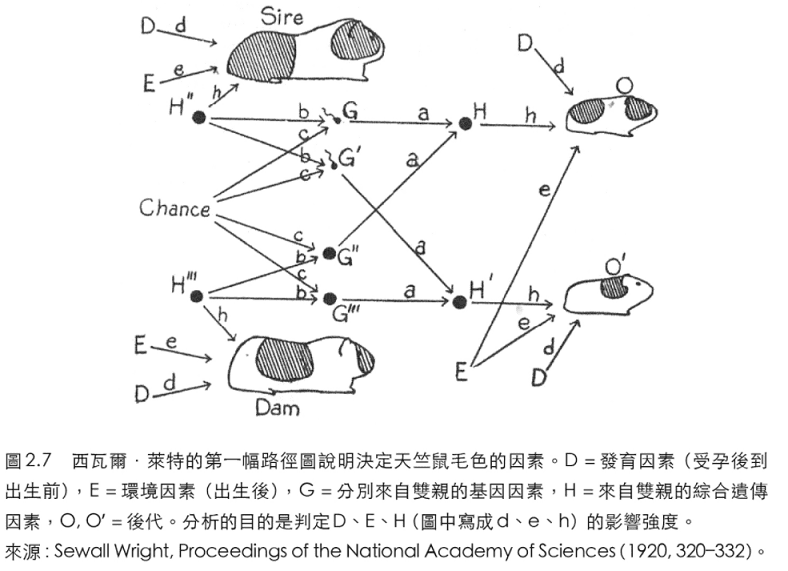 Sire
D d
E e
h
H" b G a H h
c
b
c G'
a
Chance
c
b G"
c
H''' b G''' a H' h
a
h
D
d
O
e
O'
e
E
d
D
E e
D d
Dam
圖2.7 西瓦爾．萊特的第一幅路徑圖說明決定天竺鼠毛色的因素。D = 發育因素（受孕後到
出生前），E = 環境因素（出生後），G = 分別來自雙親的基因因素，H = 來自雙親的綜合遺傳
因素，O, O′ = 後代。分析的目的是判定D、E、H（圖中寫成d、e、h）的影響強度。
來源：Sewall Wright, Proceedings of the National Academy of Sciences (1920, 320–332)。